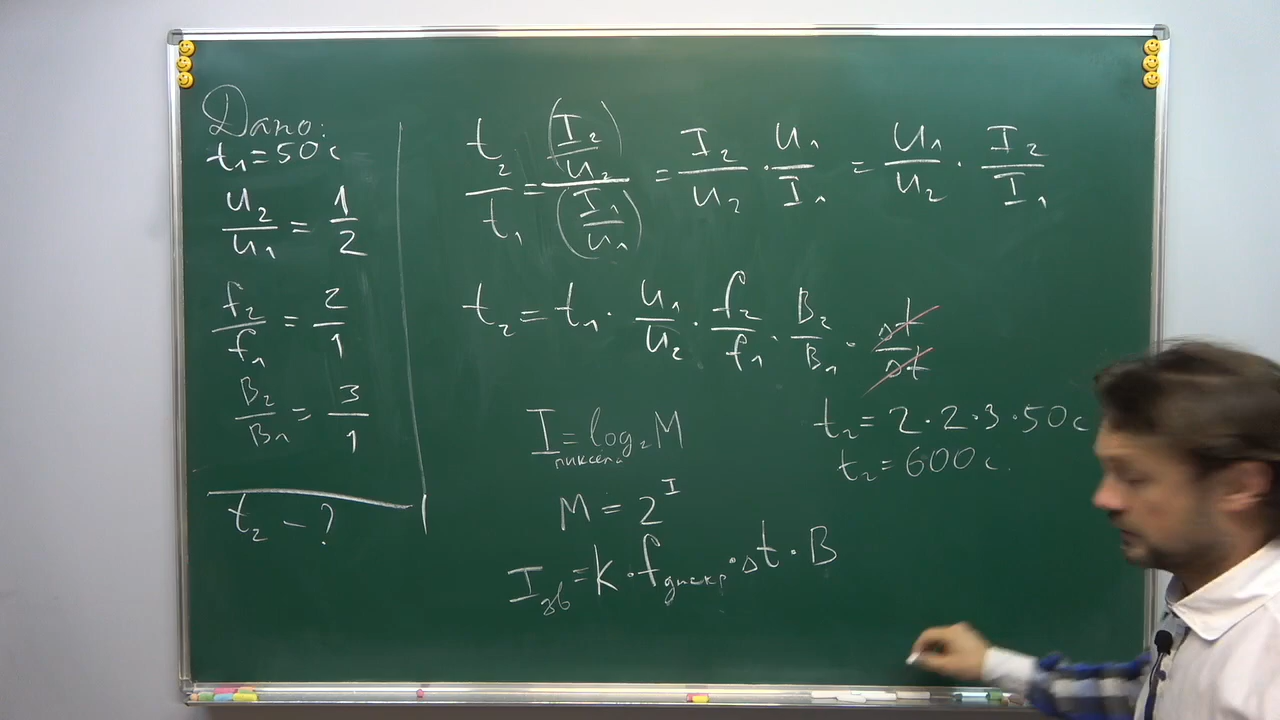 Дано:
t₁ = 50 с
u₂/u₁ = 1/2
f₂/f₁ = 2/1
B₂/B₁ = 3/1
t₂ - ?
t₂/t₁ = (I₂/u₂)/(I₁/u₁) = I₂/u₂ · u₁/I₁ = u₁/u₂ · I₂/I₁
t₂ = t₁ · u₁/u₂ · f₂/f₁ · B₂/B₁ · Δt/Δt
t₂ = 2 · 2 · 3 · 50 с
t₂ = 600 с.
I пиксела = log₂ M
M = 2^I
I зв = k · f дискр · Δt · B